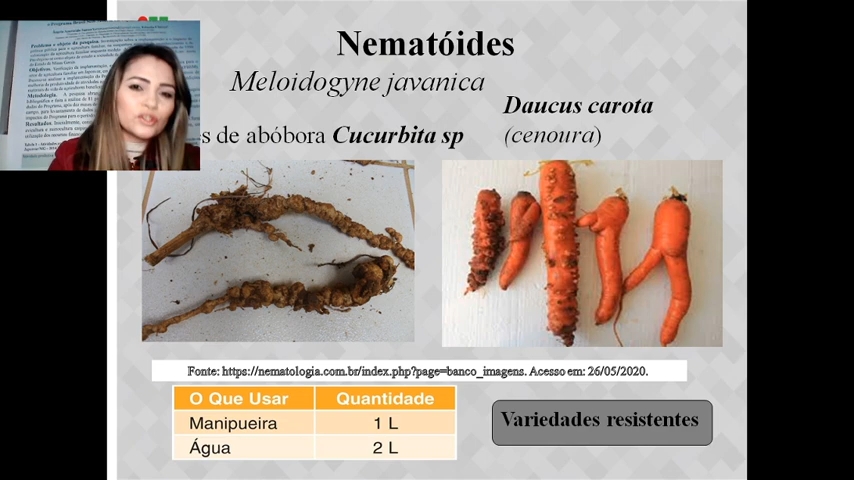 Nematóides
Meloidogyne javanica
s de abóbora Cucurbita sp
Daucus carota
(cenoura)
Fonte: https://nematologia.com.br/index.php?page=banco_imagens. Acesso em: 26/05/2020.
O Que Usar Quantidade
Manipueira 1 L
Água 2 L
Variedades resistentes